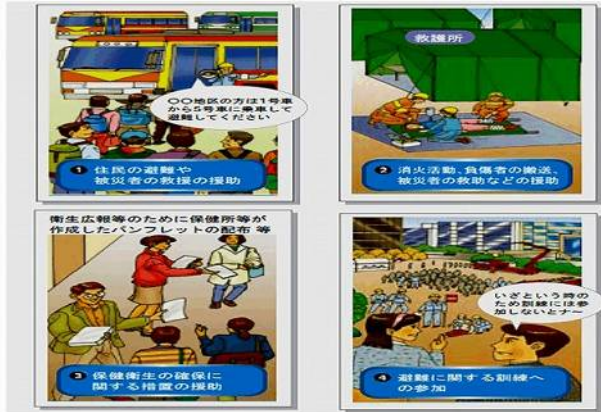 〇〇地区の方は1号車
から5号車に乗車して
避難してください
1 住民の避難や
被災者の救援の援助
救護所
2 消火活動、負傷者の搬送、
被災者の救助などの援助
衛生広報等のために保健所等が
作成したパンフレットの配布 等
3 保健衛生の確保に
関する措置の援助
いざという時の
ため訓練には参
加しないとナ〜
4 避難に関する訓練へ
の参加